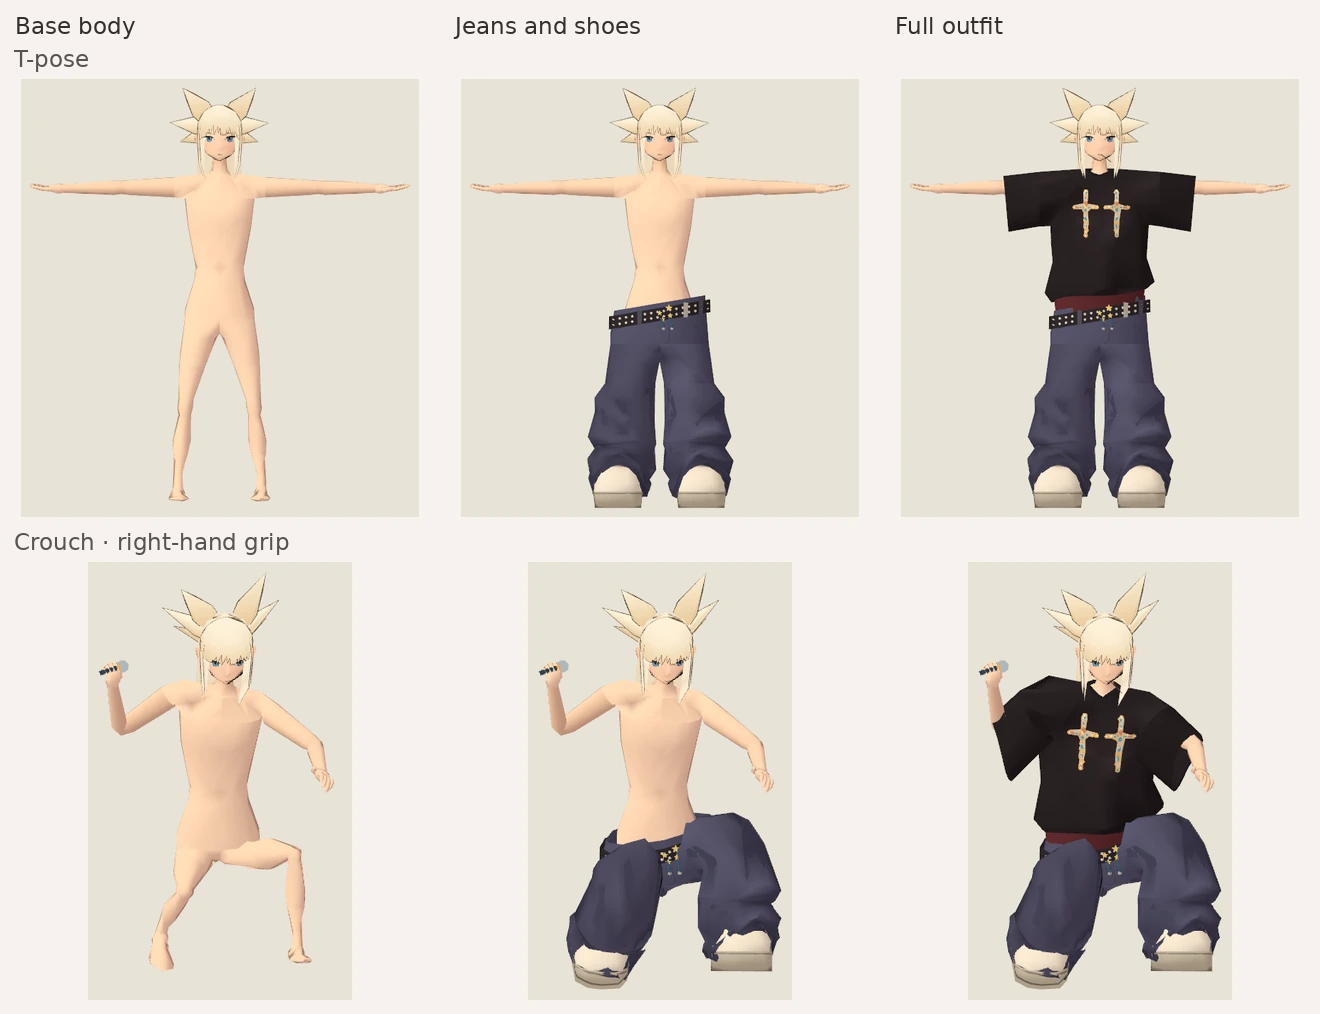 Base body
Jeans and shoes
Full outfit
T-pose
Crouch · right-hand grip